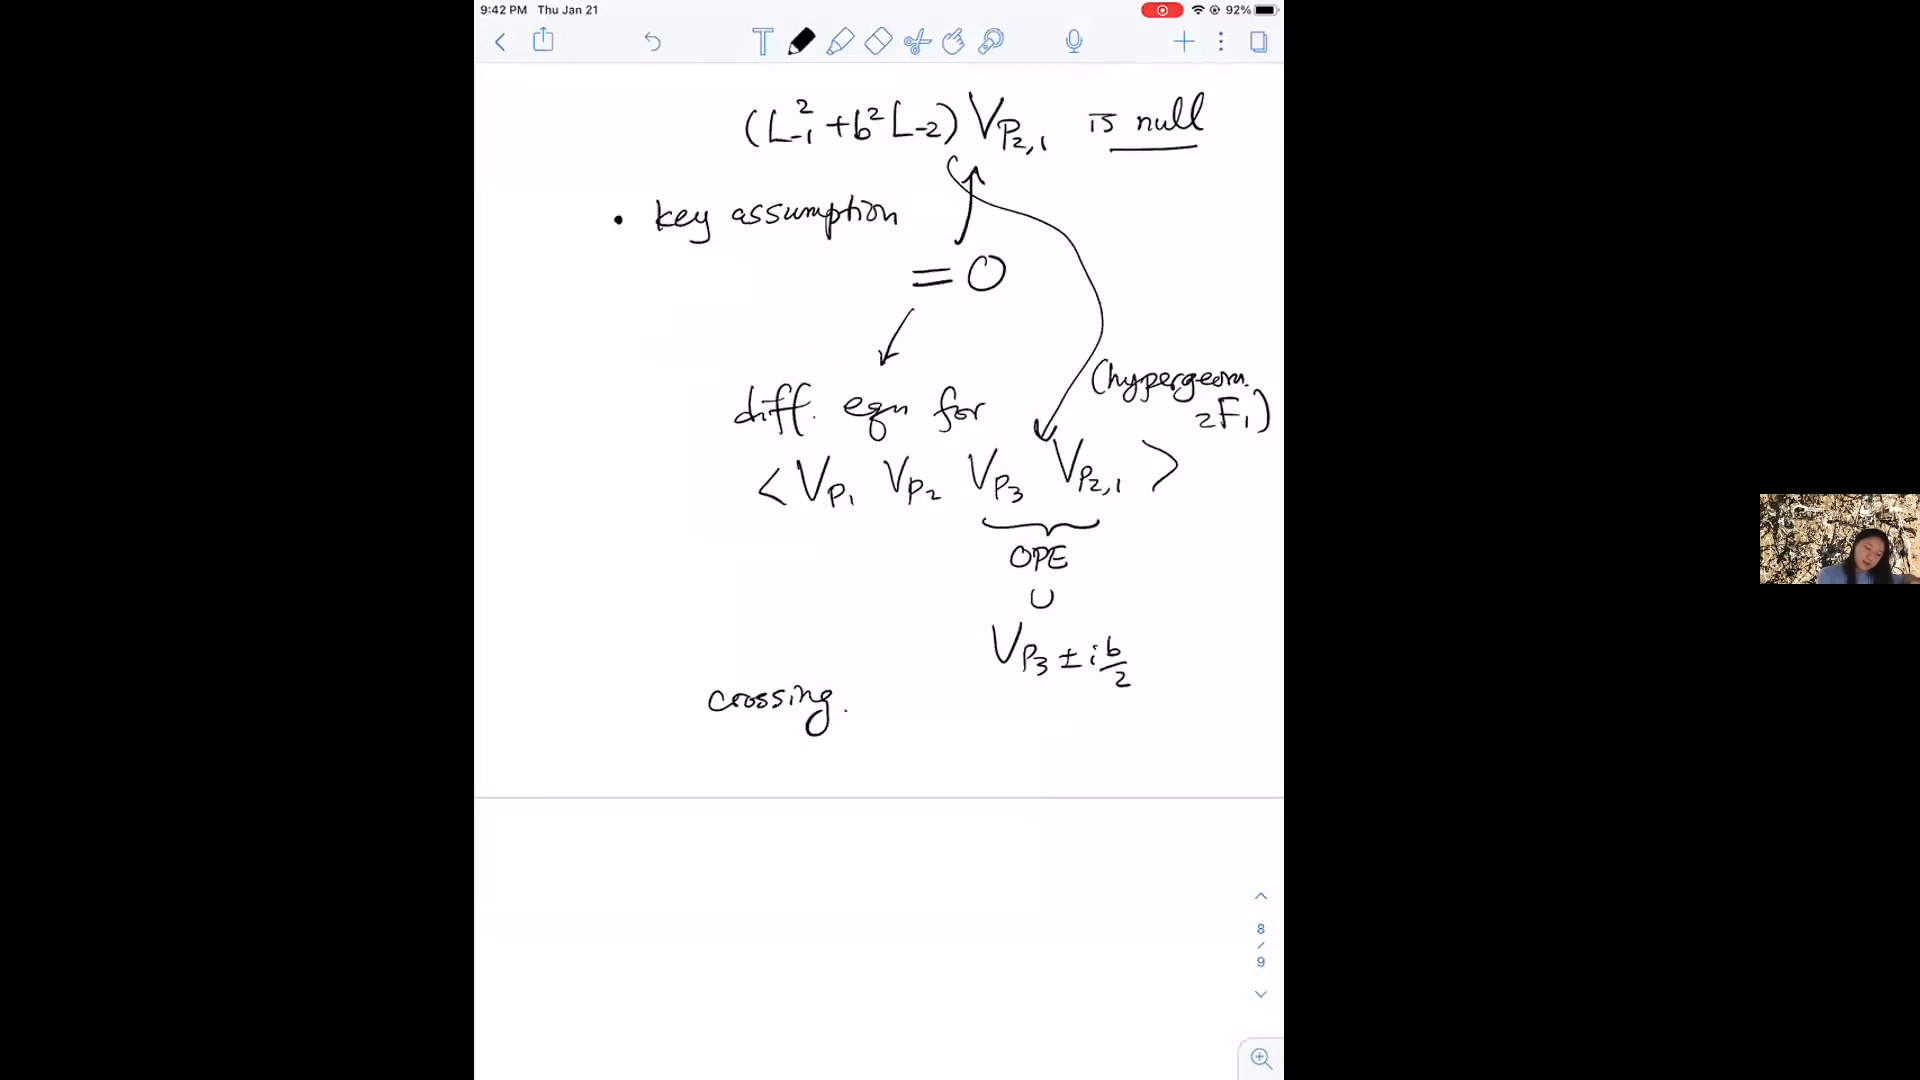 9:42 PM Thu Jan 21
92%
(L₋₁² + b² L₋₂) V_{P₂,₁} is null
• key assumption
= 0
(hypergeom.
₂F₁)
diff. eqn for
< V_{P₁} V_{P₂} V_{P₃} V_{P₂,₁} >
OPE
∪
V_{P₃ ± i b/2}
crossing.
8
/
9